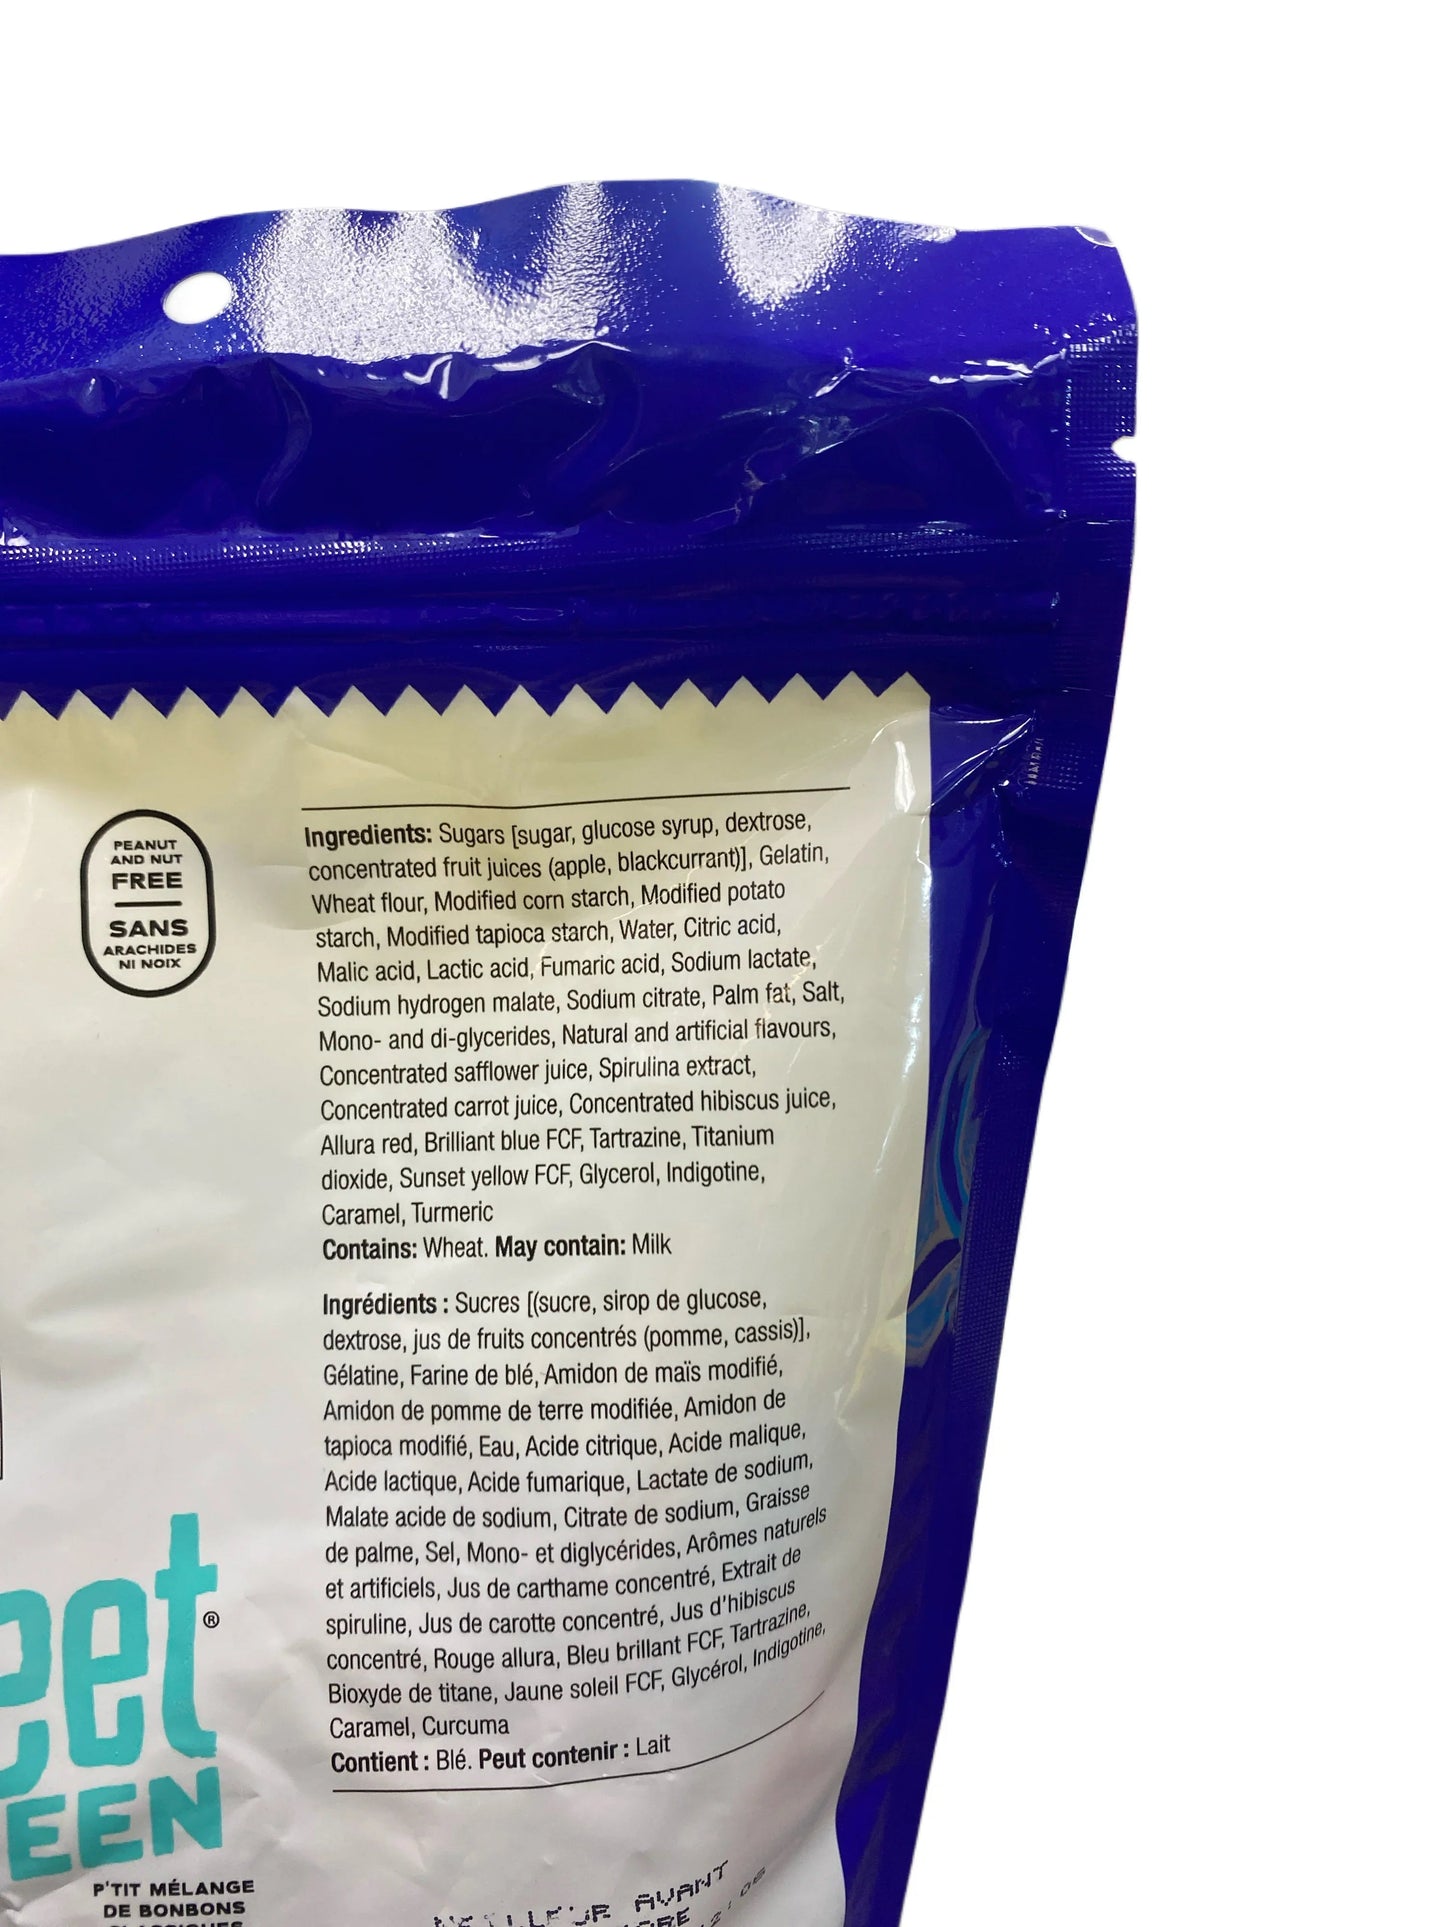 PEANUT
AND NUT
FREE
SANS
ARACHIDES
NI NOIX
Ingredients: Sugars [sugar, glucose syrup, dextrose,
concentrated fruit juices (apple, blackcurrant)], Gelatin,
Wheat flour, Modified corn starch, Modified potato
starch, Modified tapioca starch, Water, Citric acid,
Malic acid, Lactic acid, Fumaric acid, Sodium lactate,
Sodium hydrogen malate, Sodium citrate, Palm fat, Salt,
Mono- and di-glycerides, Natural and artificial flavours,
Concentrated safflower juice, Spirulina extract,
Concentrated carrot juice, Concentrated hibiscus juice,
Allura red, Brilliant blue FCF, Tartrazine, Titanium
dioxide, Sunset yellow FCF, Glycerol, Indigotine,
Caramel, Turmeric
Contains: Wheat. May contain: Milk
Ingrédients : Sucres [(sucre, sirop de glucose,
dextrose, jus de fruits concentrés (pomme, cassis)],
Gélatine, Farine de blé, Amidon de maïs modifié,
Amidon de pomme de terre modifiée, Amidon de
tapioca modifié, Eau, Acide citrique, Acide malique,
Acide lactique, Acide fumarique, Lactate de sodium,
Malate acide de sodium, Citrate de sodium, Graisse
de palme, Sel, Mono- et diglycérides, Arômes naturels
et artificiels, Jus de carthame concentré, Extrait de
spiruline, Jus de carotte concentré, Jus d'hibiscus
concentré, Rouge allura, Bleu brillant FCF, Tartrazine,
Bioxyde de titane, Jaune soleil FCF, Glycérol, Indigotine,
Caramel, Curcuma
Contient : Blé. Peut contenir : Lait
eet®
EEN
P'TIT MÉLANGE
DE BONBONS
CLASSIQUES
MEILLEUR AVANT